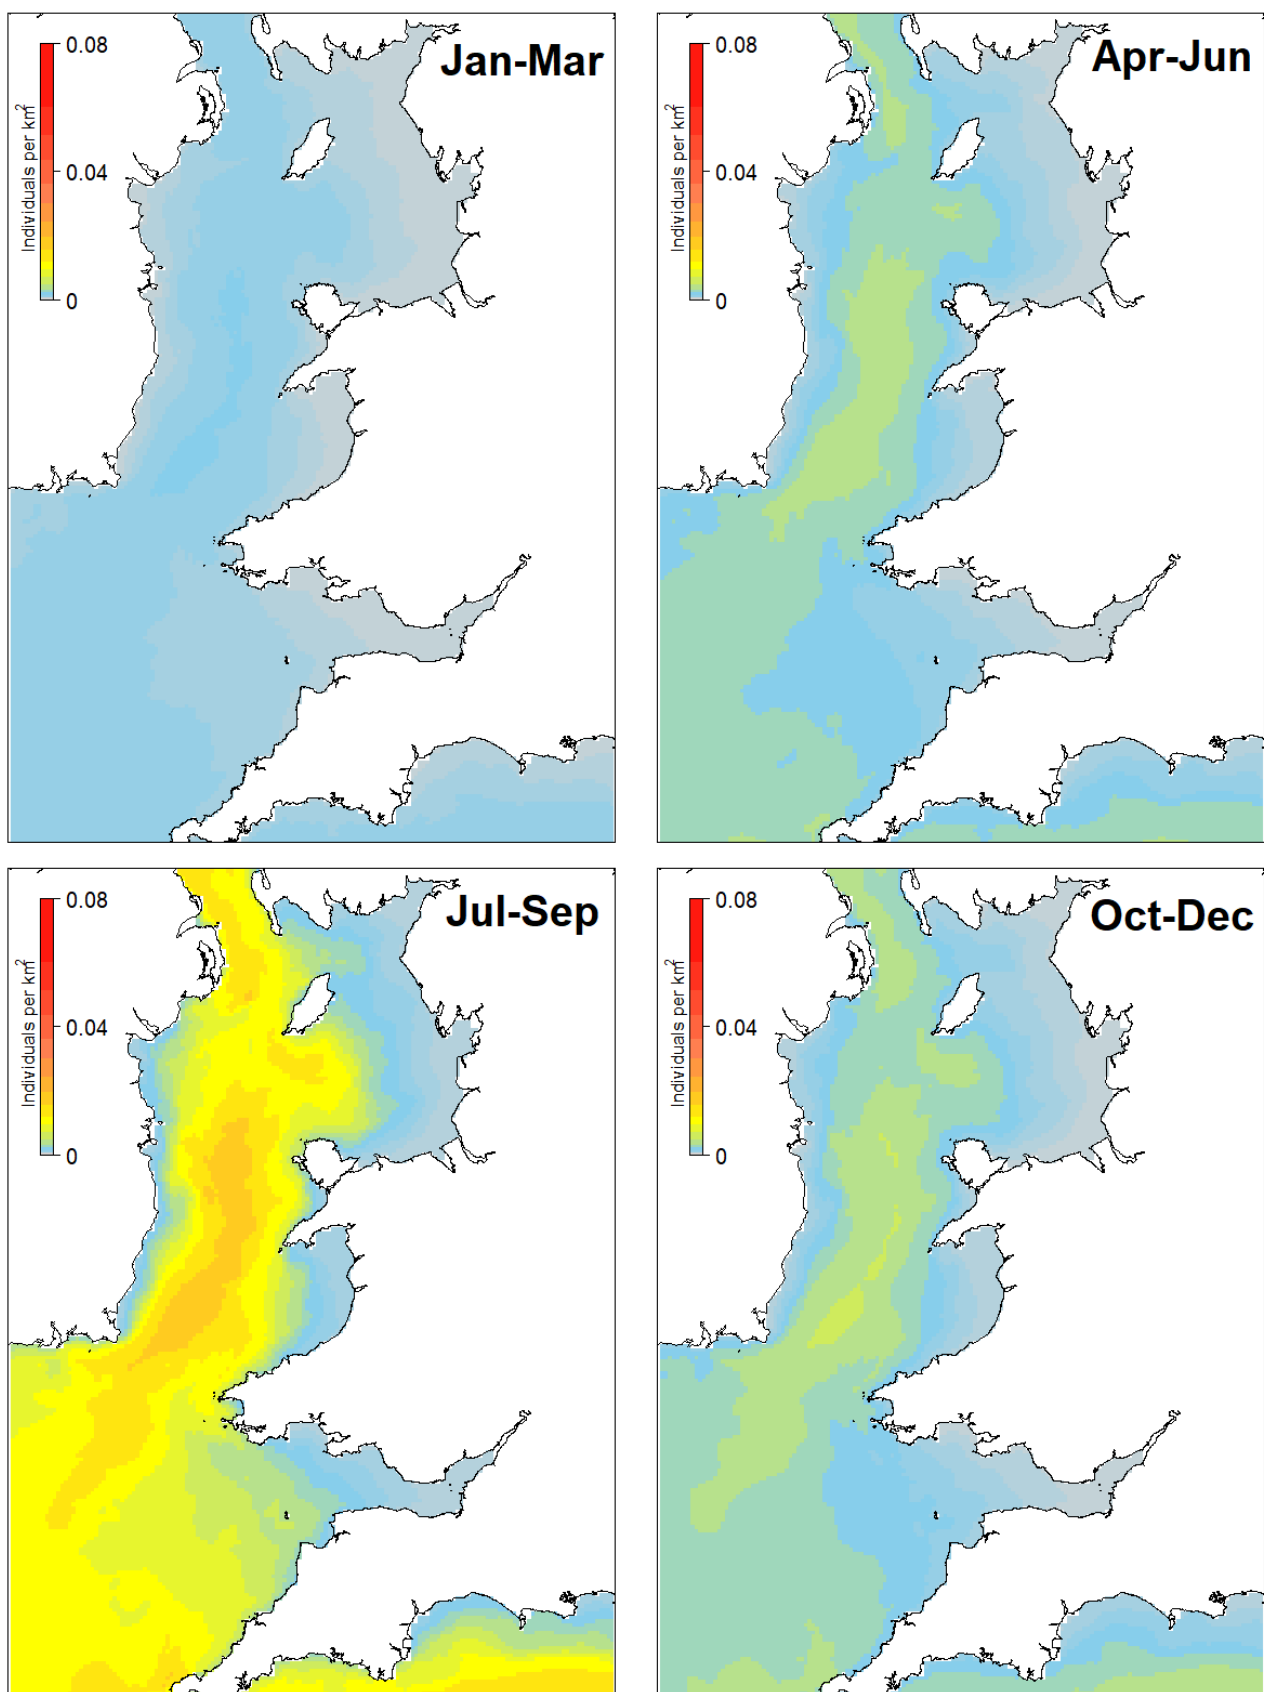 Jan-Mar
0.08
0.04
0
Individuals per km²
Apr-Jun
0.08
0.04
0
Individuals per km²
Jul-Sep
0.08
0.04
0
Individuals per km²
Oct-Dec
0.08
0.04
0
Individuals per km²